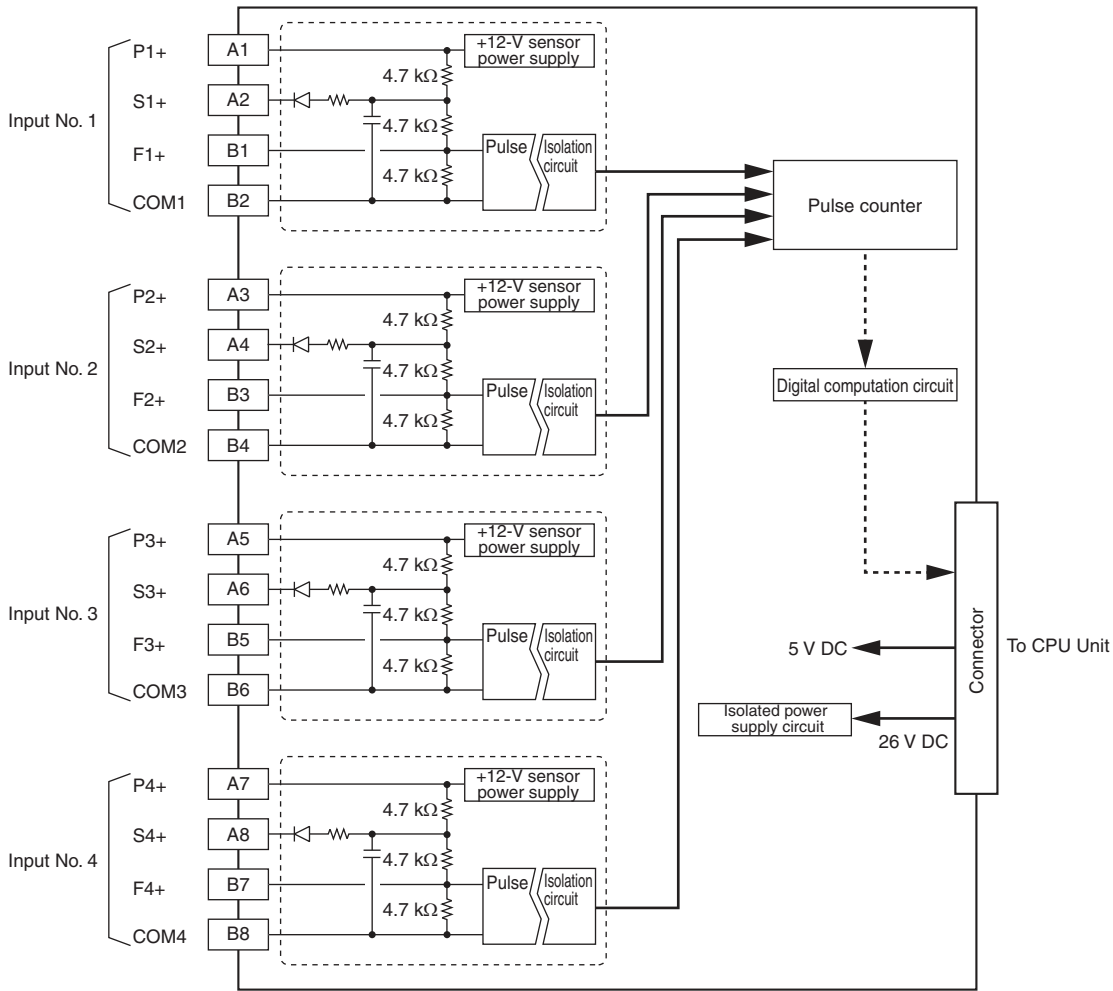 Input No. 1
P1+
A1
+12-V sensor
power supply
4.7 kΩ
S1+
A2
4.7 kΩ
F1+
B1
Pulse
Isolation
circuit
4.7 kΩ
COM1
B2
Pulse counter
Input No. 2
P2+
A3
+12-V sensor
power supply
4.7 kΩ
S2+
A4
4.7 kΩ
F2+
B3
Pulse
Isolation
circuit
4.7 kΩ
COM2
B4
Digital computation circuit
Input No. 3
P3+
A5
+12-V sensor
power supply
4.7 kΩ
S3+
A6
4.7 kΩ
F3+
B5
Pulse
Isolation
circuit
4.7 kΩ
COM3
B6
Connector
To CPU Unit
5 V DC
Isolated power
supply circuit
26 V DC
Input No. 4
P4+
A7
+12-V sensor
power supply
4.7 kΩ
S4+
A8
4.7 kΩ
F4+
B7
Pulse
Isolation
circuit
4.7 kΩ
COM4
B8